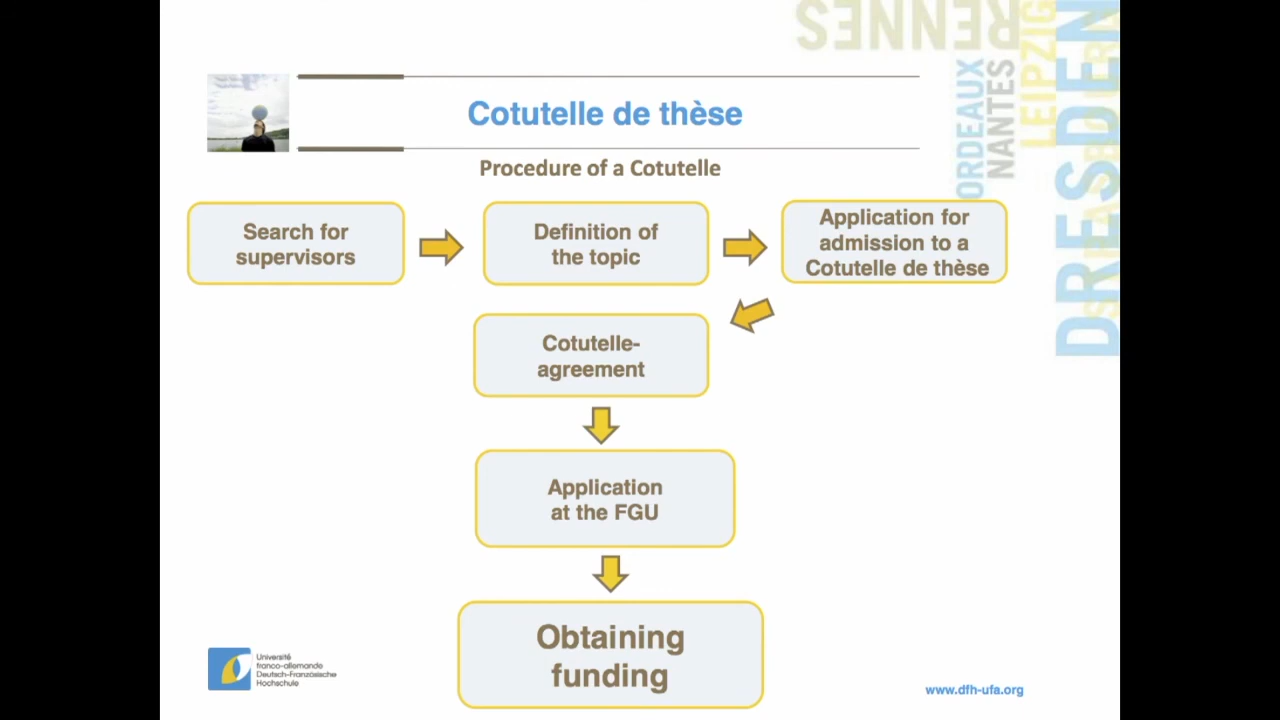 RENNES
ORDEAUX
NANTES
LEIPZIG
DRESDEN
Cotutelle de thèse
Procedure of a Cotutelle
Search for
supervisors
Definition of
the topic
Application for
admission to a
Cotutelle de thèse
Cotutelle-
agreement
Application
at the FGU
Obtaining
funding
Université
franco-allemande
Deutsch-Französische
Hochschule
www.dfh-ufa.org